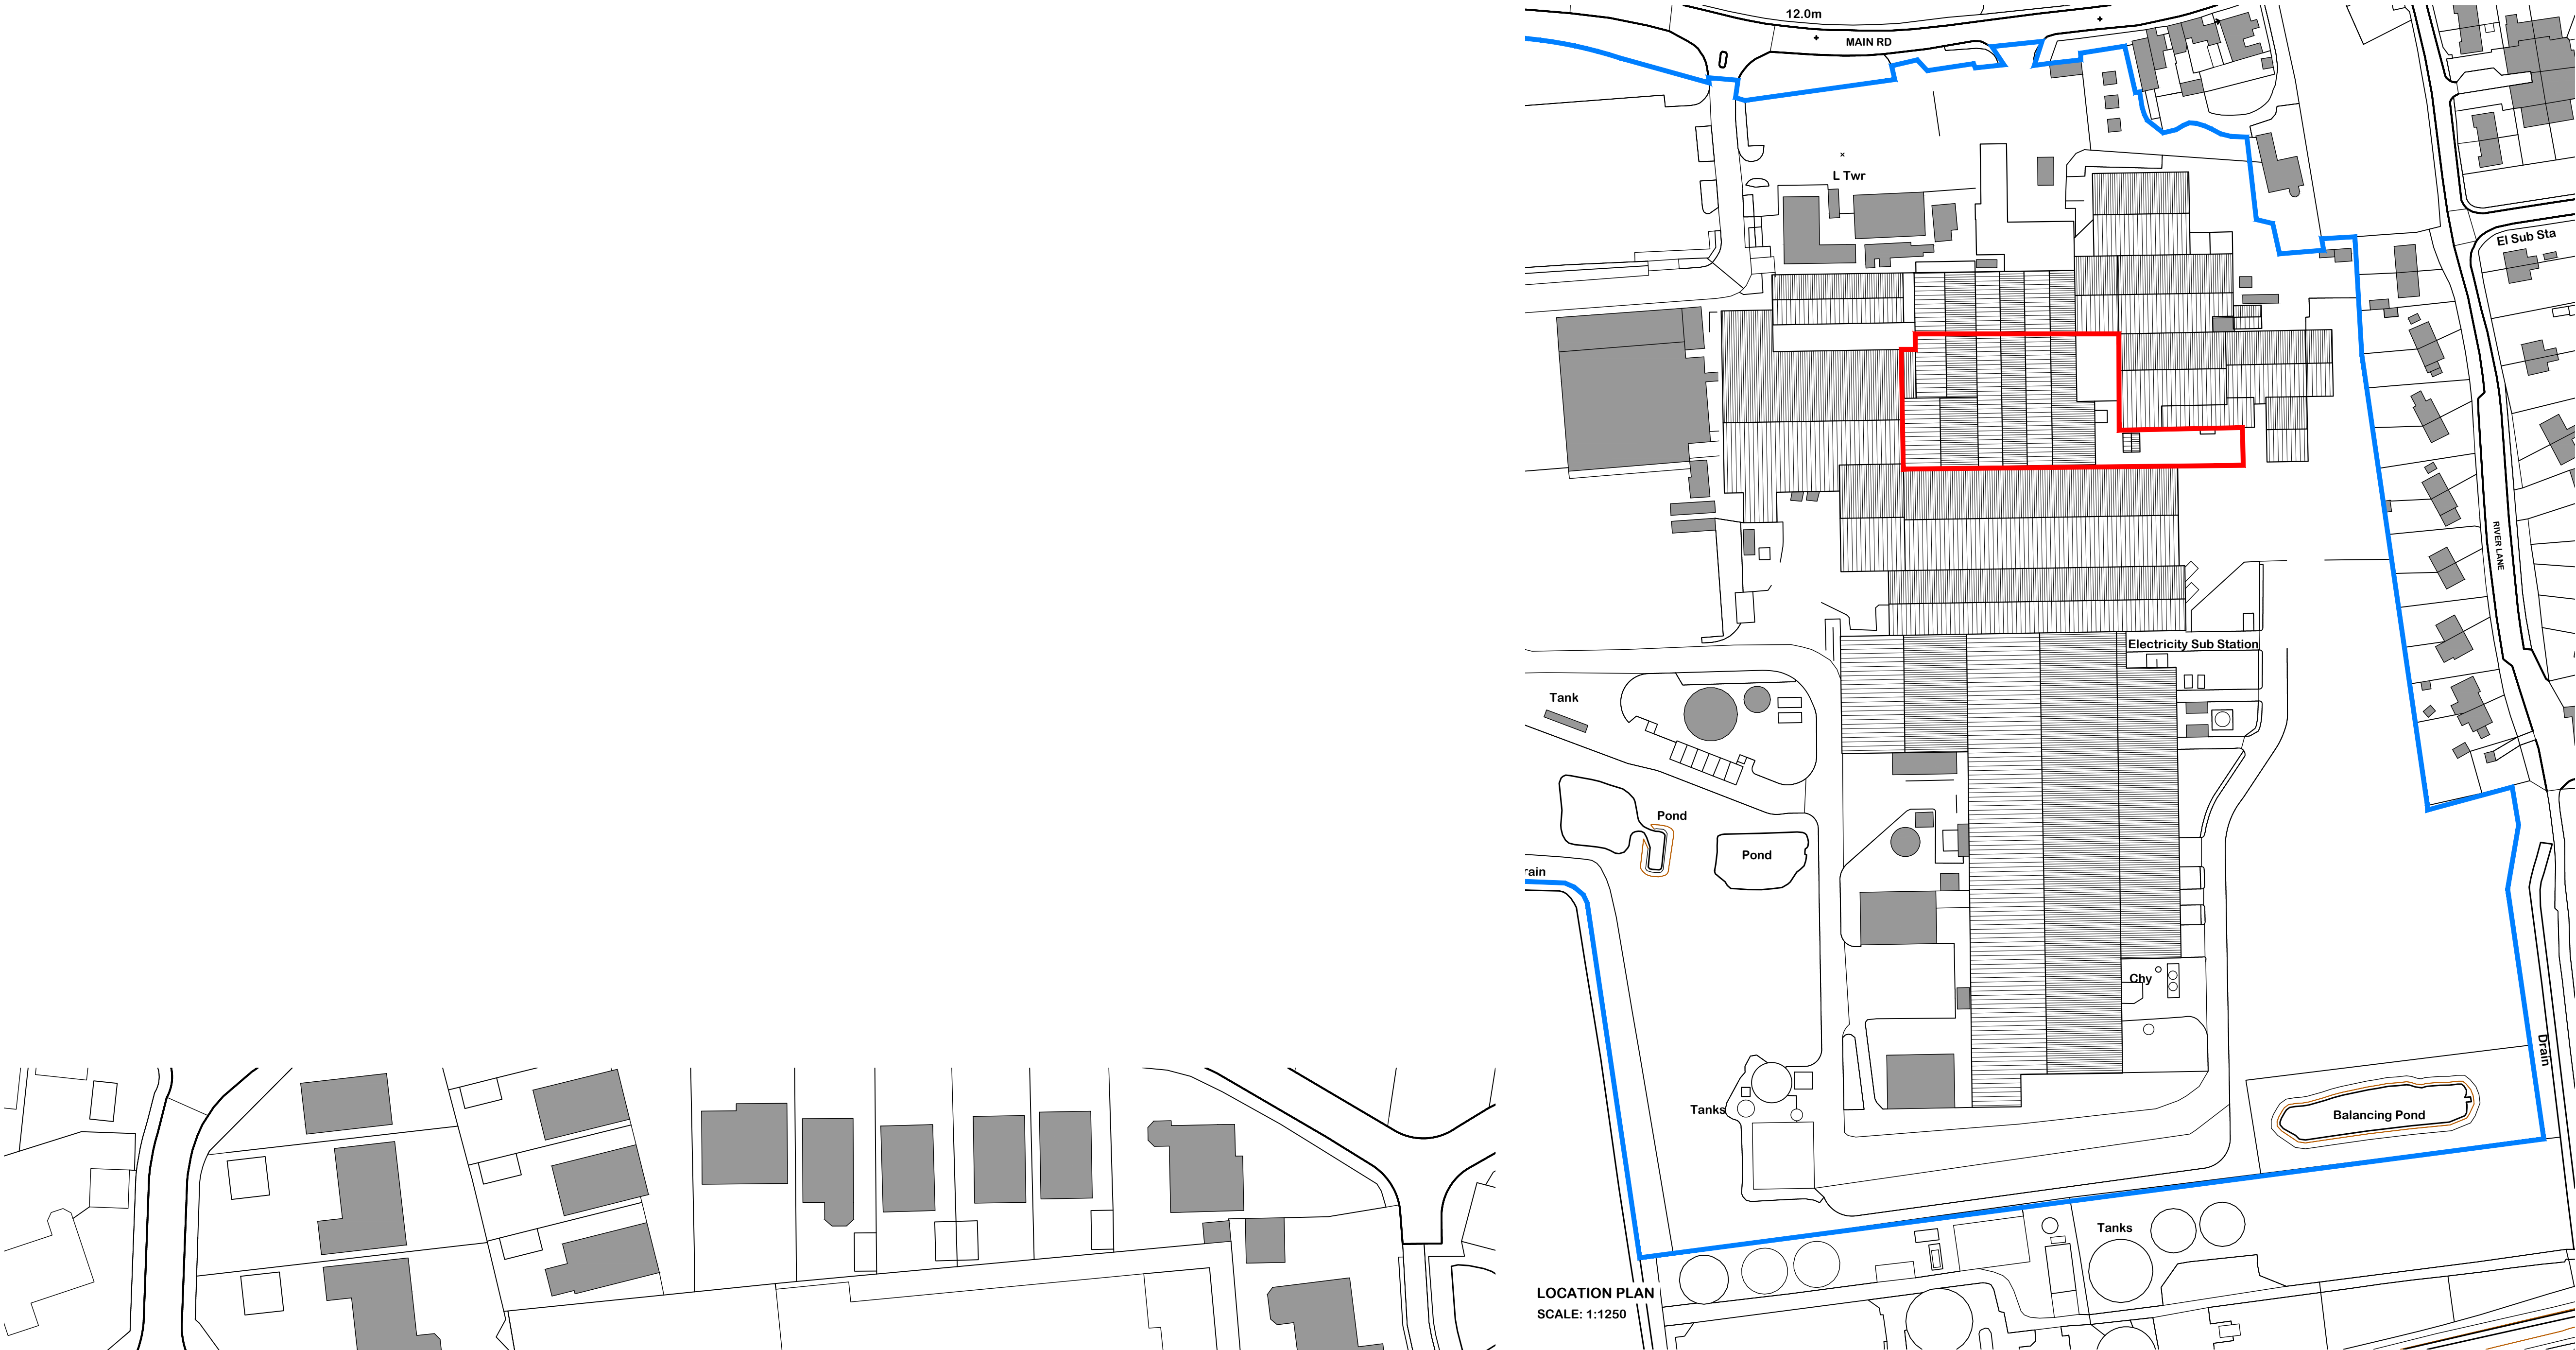 12.0m
MAIN RD
L Twr
El Sub Sta
RIVER LANE
Electricity Sub Station
Tank
Pond
Pond
rain
Chy
Drain
Tanks
Balancing Pond
Tanks
LOCATION PLAN
SCALE: 1:1250